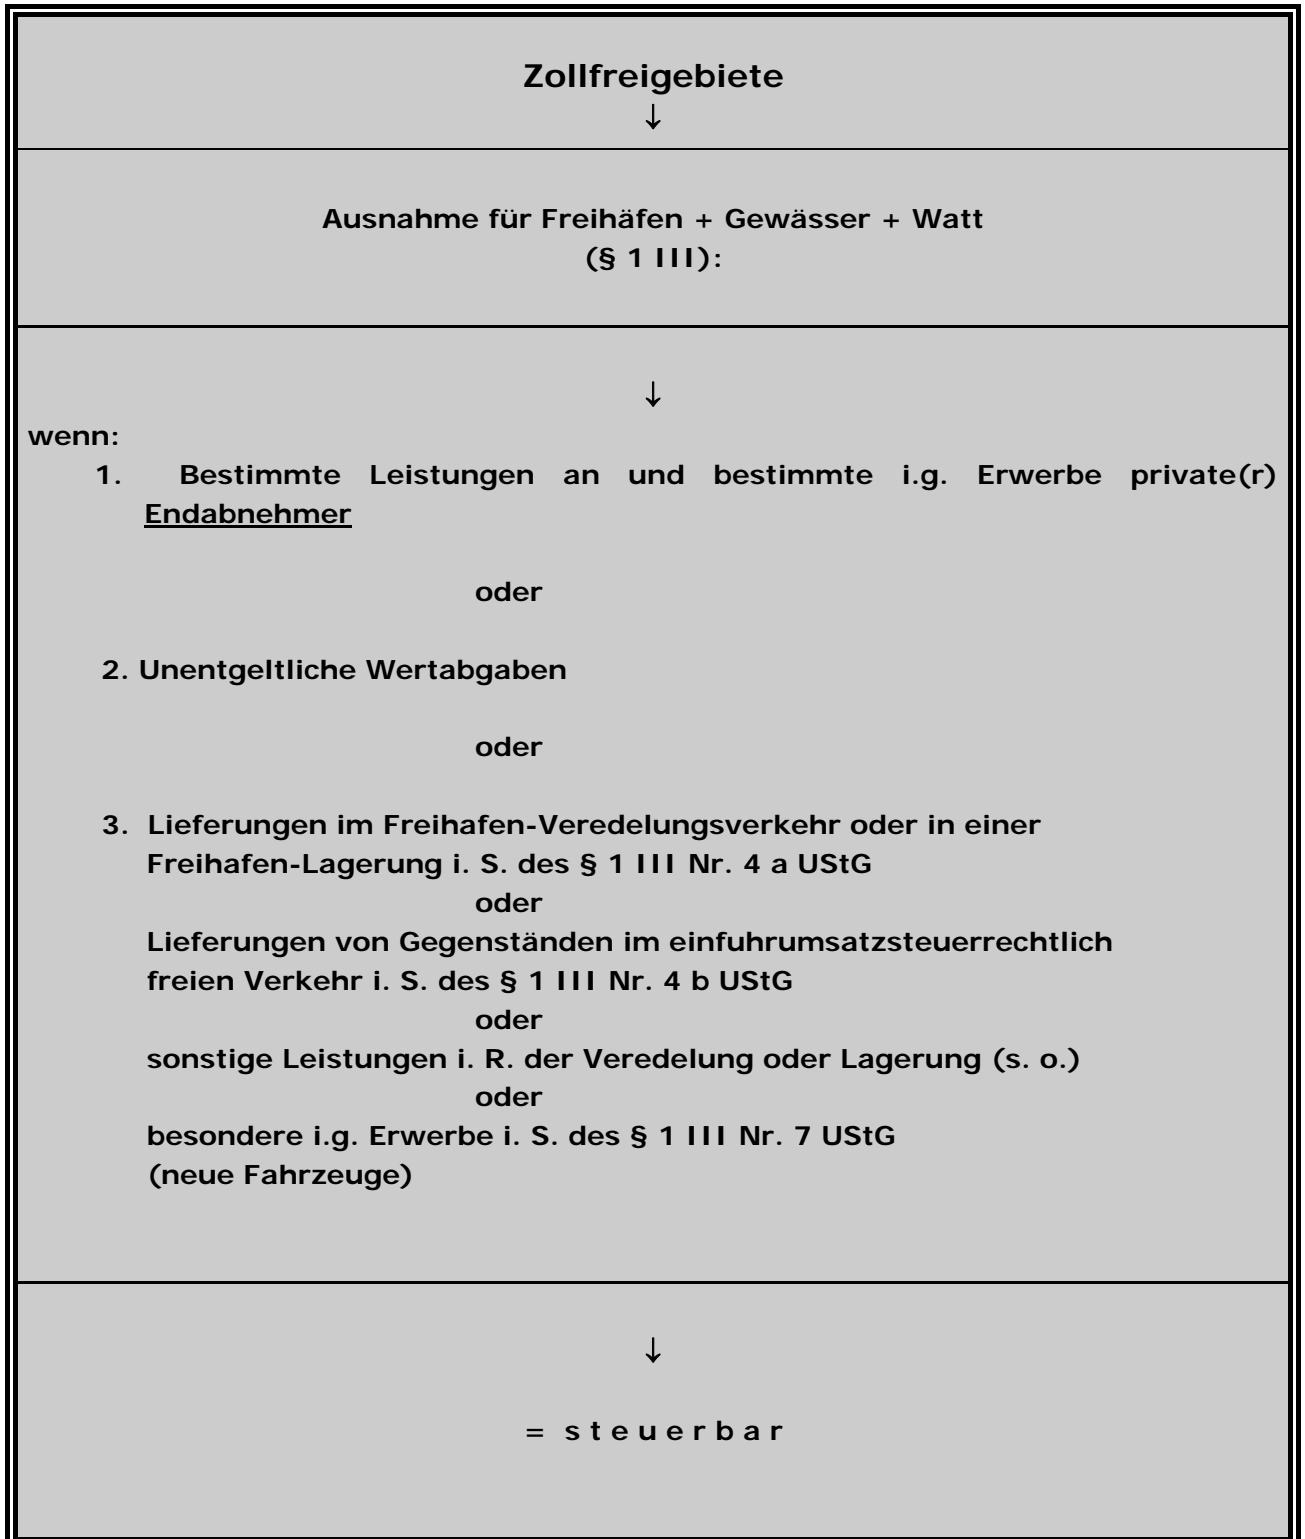 Zollfreigebiete
↓
Ausnahme für Freihäfen + Gewässer + Watt
(§ 1 III):
↓
wenn:
1. Bestimmte Leistungen an und bestimmte i.g. Erwerbe private(r)
Endabnehmer
oder
2. Unentgeltliche Wertabgaben
oder
3. Lieferungen im Freihafen-Veredelungsverkehr oder in einer
Freihafen-Lagerung i. S. des § 1 III Nr. 4 a UStG
oder
Lieferungen von Gegenständen im einfuhrumsatzsteuerrechtlich
freien Verkehr i. S. des § 1 III Nr. 4 b UStG
oder
sonstige Leistungen i. R. der Veredelung oder Lagerung (s. o.)
oder
besondere i.g. Erwerbe i. S. des § 1 III Nr. 7 UStG
(neue Fahrzeuge)
↓
= s t e u e r b a r